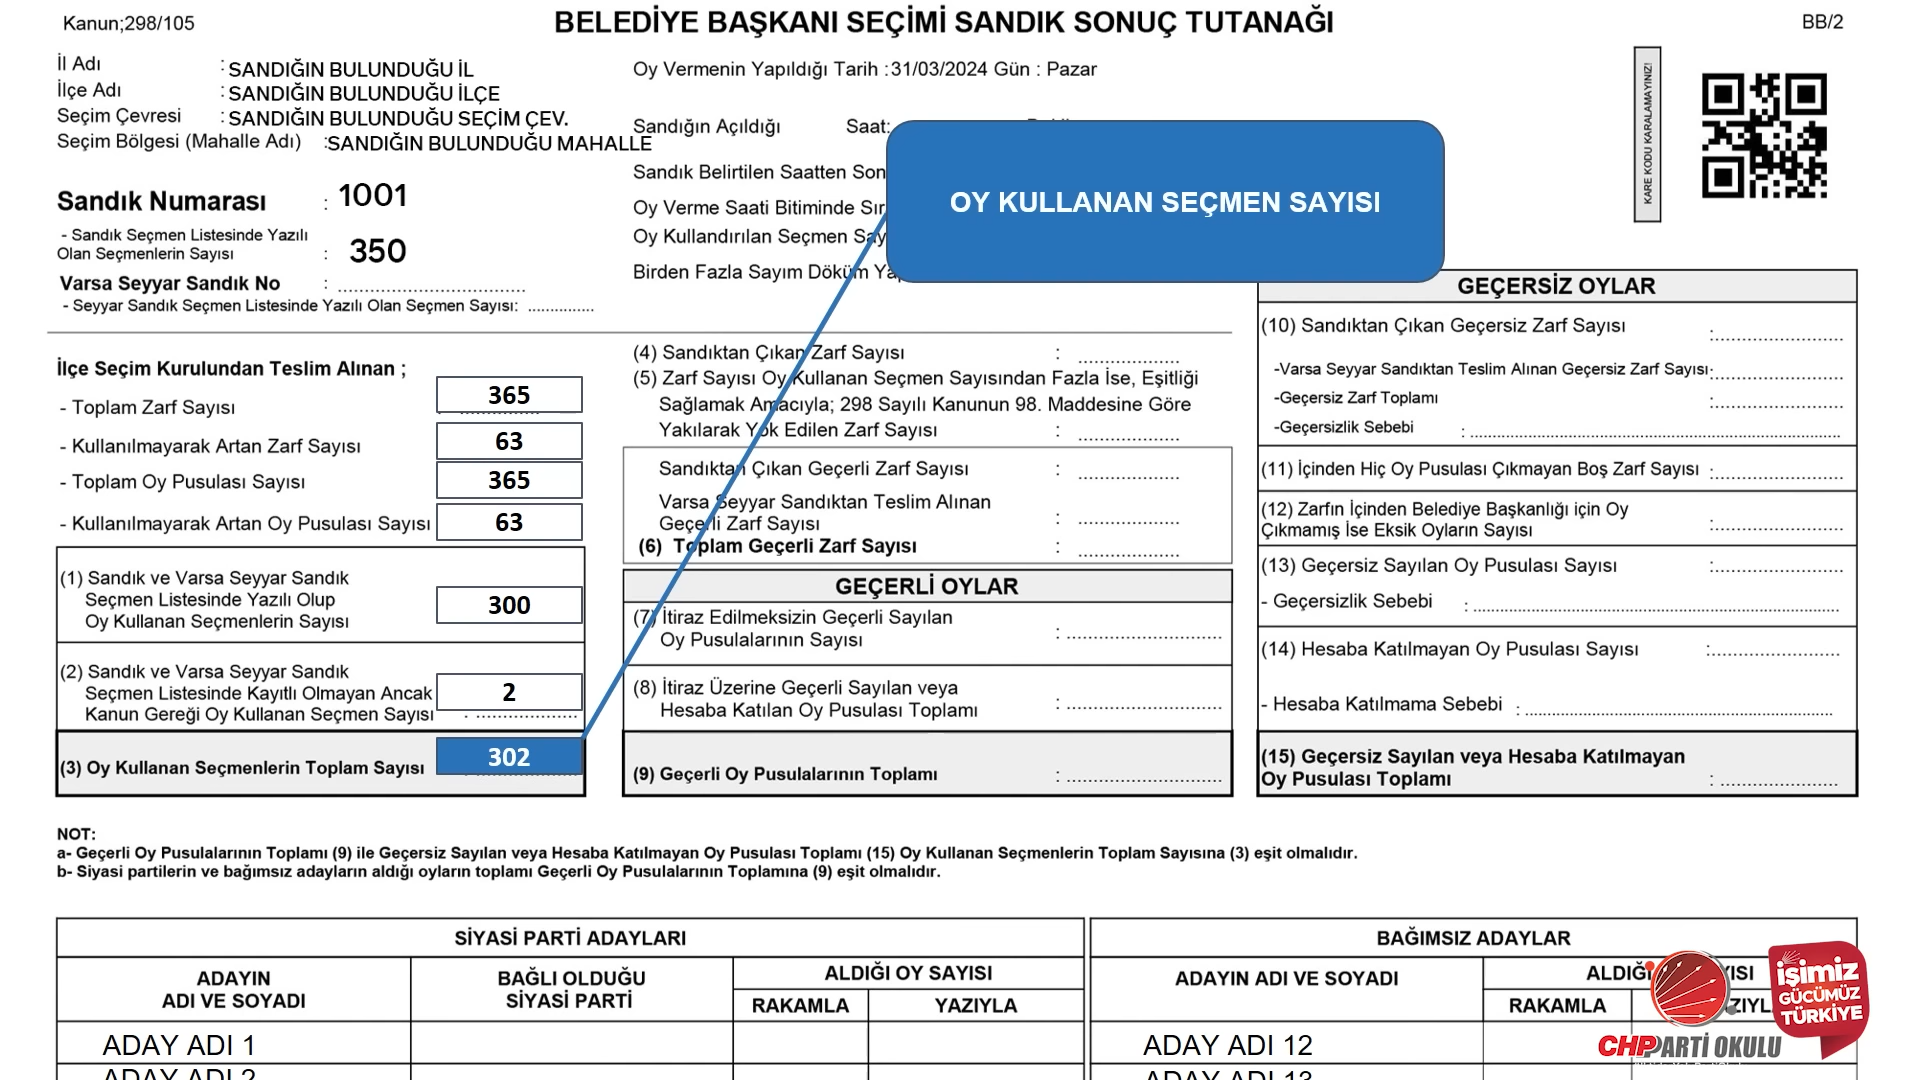 Kanun;298/105
BELEDİYE BAŞKANI SEÇİMİ SANDIK SONUÇ TUTANAĞI
BB/2
İl Adı : SANDIĞIN BULUNDUĞU İL
İlçe Adı : SANDIĞIN BULUNDUĞU İLÇE
Seçim Çevresi : SANDIĞIN BULUNDUĞU SEÇİM ÇEV.
Seçim Bölgesi (Mahalle Adı) :SANDIĞIN BULUNDUĞU MAHALLE
Sandık Numarası : 1001
- Sandık Seçmen Listesinde Yazılı
Olan Seçmenlerin Sayısı : 350
Varsa Seyyar Sandık No : ..................................
- Seyyar Sandık Seçmen Listesinde Yazılı Olan Seçmen Sayısı: ..............
Oy Vermenin Yapıldığı Tarih :31/03/2024 Gün : Pazar
Sandığın Açıldığı Saat:
Sandık Belirtilen Saatten Son
Oy Verme Saati Bitiminde Sır
Oy Kullandırılan Seçmen Say
Birden Fazla Sayım Döküm Ya
OY KULLANAN SEÇMEN SAYISI
KARE KODU KARALAMAYINIZ!
İlçe Seçim Kurulundan Teslim Alınan ;
- Toplam Zarf Sayısı 365
- Kullanılmayarak Artan Zarf Sayısı 63
- Toplam Oy Pusulası Sayısı 365
- Kullanılmayarak Artan Oy Pusulası Sayısı 63
(1) Sandık ve Varsa Seyyar Sandık
Seçmen Listesinde Yazılı Olup
Oy Kullanan Seçmenlerin Sayısı 300
(2) Sandık ve Varsa Seyyar Sandık
Seçmen Listesinde Kayıtlı Olmayan Ancak
Kanun Gereği Oy Kullanan Seçmen Sayısı : 2
(3) Oy Kullanan Seçmenlerin Toplam Sayısı 302
(4) Sandıktan Çıkan Zarf Sayısı : ...................
(5) Zarf Sayısı Oy Kullanan Seçmen Sayısından Fazla İse, Eşitliği
Sağlamak Amacıyla; 298 Sayılı Kanunun 98. Maddesine Göre
Yakılarak Yok Edilen Zarf Sayısı : ...................
Sandıktan Çıkan Geçerli Zarf Sayısı : ...................
Varsa Seyyar Sandıktan Teslim Alınan
Geçerli Zarf Sayısı : ...................
(6) Toplam Geçerli Zarf Sayısı : ...................
GEÇERLİ OYLAR
(7) İtiraz Edilmeksizin Geçerli Sayılan
Oy Pusulalarının Sayısı : ............................
(8) İtiraz Üzerine Geçerli Sayılan veya
Hesaba Katılan Oy Pusulası Toplamı : ............................
(9) Geçerli Oy Pusulalarının Toplamı : ............................
GEÇERSİZ OYLAR
(10) Sandıktan Çıkan Geçersiz Zarf Sayısı : ........................
-Varsa Seyyar Sandıktan Teslim Alınan Geçersiz Zarf Sayısı: ........................
-Geçersiz Zarf Toplamı : ........................
-Geçersizlik Sebebi : ....................................................................
(11) İçinden Hiç Oy Pusulası Çıkmayan Boş Zarf Sayısı : ........................
(12) Zarfın İçinden Belediye Başkanlığı için Oy
Çıkmamış İse Eksik Oyların Sayısı : ........................
(13) Geçersiz Sayılan Oy Pusulası Sayısı :........................
- Geçersizlik Sebebi : ....................................................................
(14) Hesaba Katılmayan Oy Pusulası Sayısı :........................
- Hesaba Katılmama Sebebi : .........................................................
(15) Geçersiz Sayılan veya Hesaba Katılmayan
Oy Pusulası Toplamı : ......................
NOT:
a- Geçerli Oy Pusulalarının Toplamı (9) ile Geçersiz Sayılan veya Hesaba Katılmayan Oy Pusulası Toplamı (15) Oy Kullanan Seçmenlerin Toplam Sayısına (3) eşit olmalıdır.
b- Siyasi partilerin ve bağımsız adayların aldığı oyların toplamı Geçerli Oy Pusulalarının Toplamına (9) eşit olmalıdır.
SİYASİ PARTİ ADAYLARI
BAĞIMSIZ ADAYLAR
ADAYIN
ADI VE SOYADI
BAĞLI OLDUĞU
SİYASİ PARTİ
ALDIĞI OY SAYISI
RAKAMLA YAZIYLA
ADAYIN ADI VE SOYADI
RAKAMLA
ADAY ADI 1
ADAY ADI 12
ADAY ADI 2
ADAY ADI 13
CHP PARTİ OKULU
işimiz
GÜCÜMÜZ
TÜRKİYE